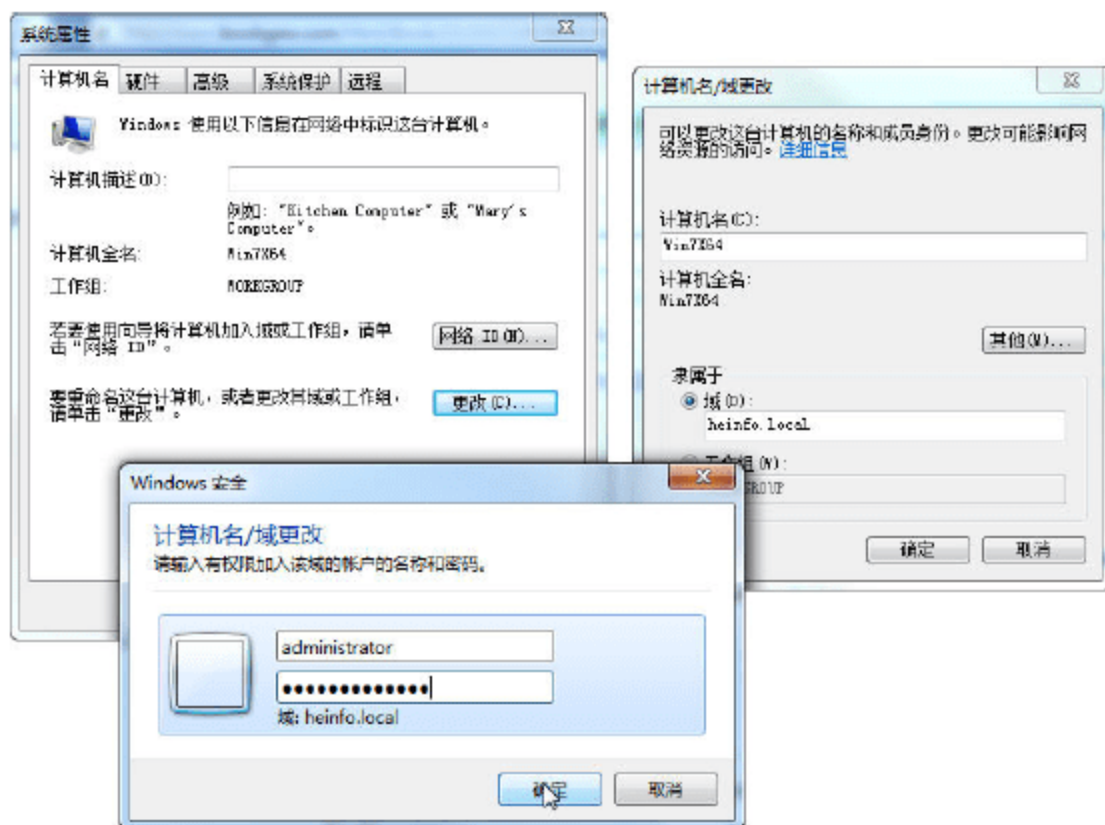 系统属性
计算机名 硬件 高级 系统保护 远程
Windows 使用以下信息在网络中标识这台计算机。
计算机描述(D):
例如: "Kitchen Computer" 或 "Mary's
Computer"。
计算机全名: Win7X64
工作组: WORKGROUP
若要使用向导将计算机加入域或工作组，请单
击"网络 ID"。
网络 ID(N)...
要重命名这台计算机，或者更改其域或工作组，
请单击"更改"。
更改(C)...
计算机名/域更改
可以更改这台计算机的名称和成员身份。更改可能影响网
络资源的访问。详细信息
计算机名(C):
Win7X64
计算机全名:
Win7X64
其他(M)...
隶属于
域(D):
heinfo.local
工作组(W):
GROUP
确定 取消
Windows 安全
计算机名/域更改
请输入有权限加入该域的帐户的名称和密码。
administrator
域: heinfo.local
确定 取消